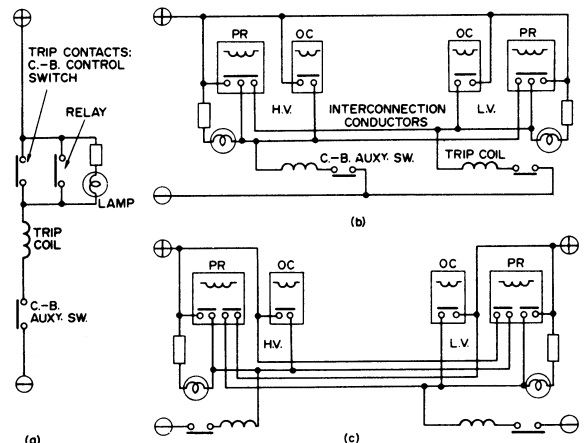 TRIP CONTACTS:
C.–B. CONTROL
SWITCH
RELAY
LAMP
TRIP
COIL
C.–B.
AUXY. SW.
(a)
PR
OC
OC
PR
H.V.
INTERCONNECTION
CONDUCTORS
L.V.
C.–B. AUXY. SW.
TRIP COIL
(b)
PR
OC
OC
PR
H.V.
L.V.
(c)